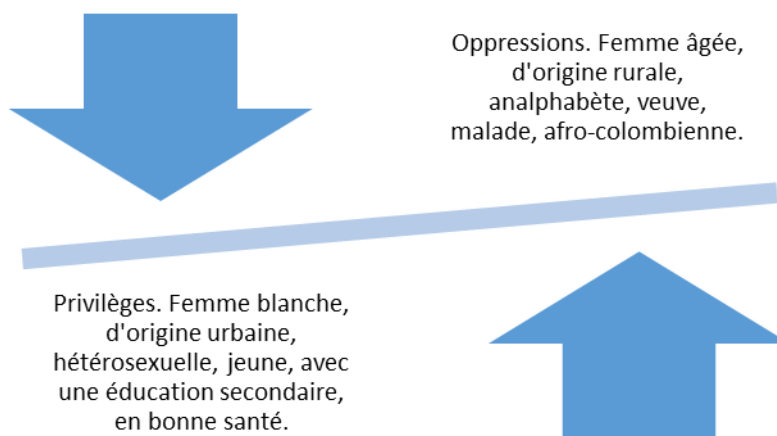 Oppressions. Femme âgée,
d'origine rurale,
analphabète, veuve,
malade, afro-colombienne.
Privilèges. Femme blanche,
d'origine urbaine,
hétérosexuelle, jeune, avec
une éducation secondaire,
en bonne santé.